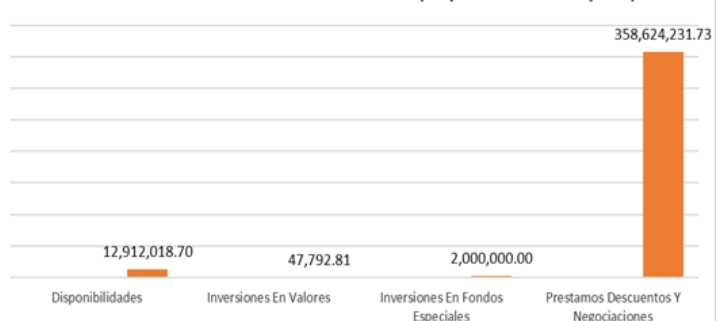 358,624,231.73
12,912,018.70
47,792.81
2,000,000.00
Disponibilidades
Inversiones En Valores
Inversiones En Fondos
Especiales
Prestamos Descuentos Y
Negociaciones